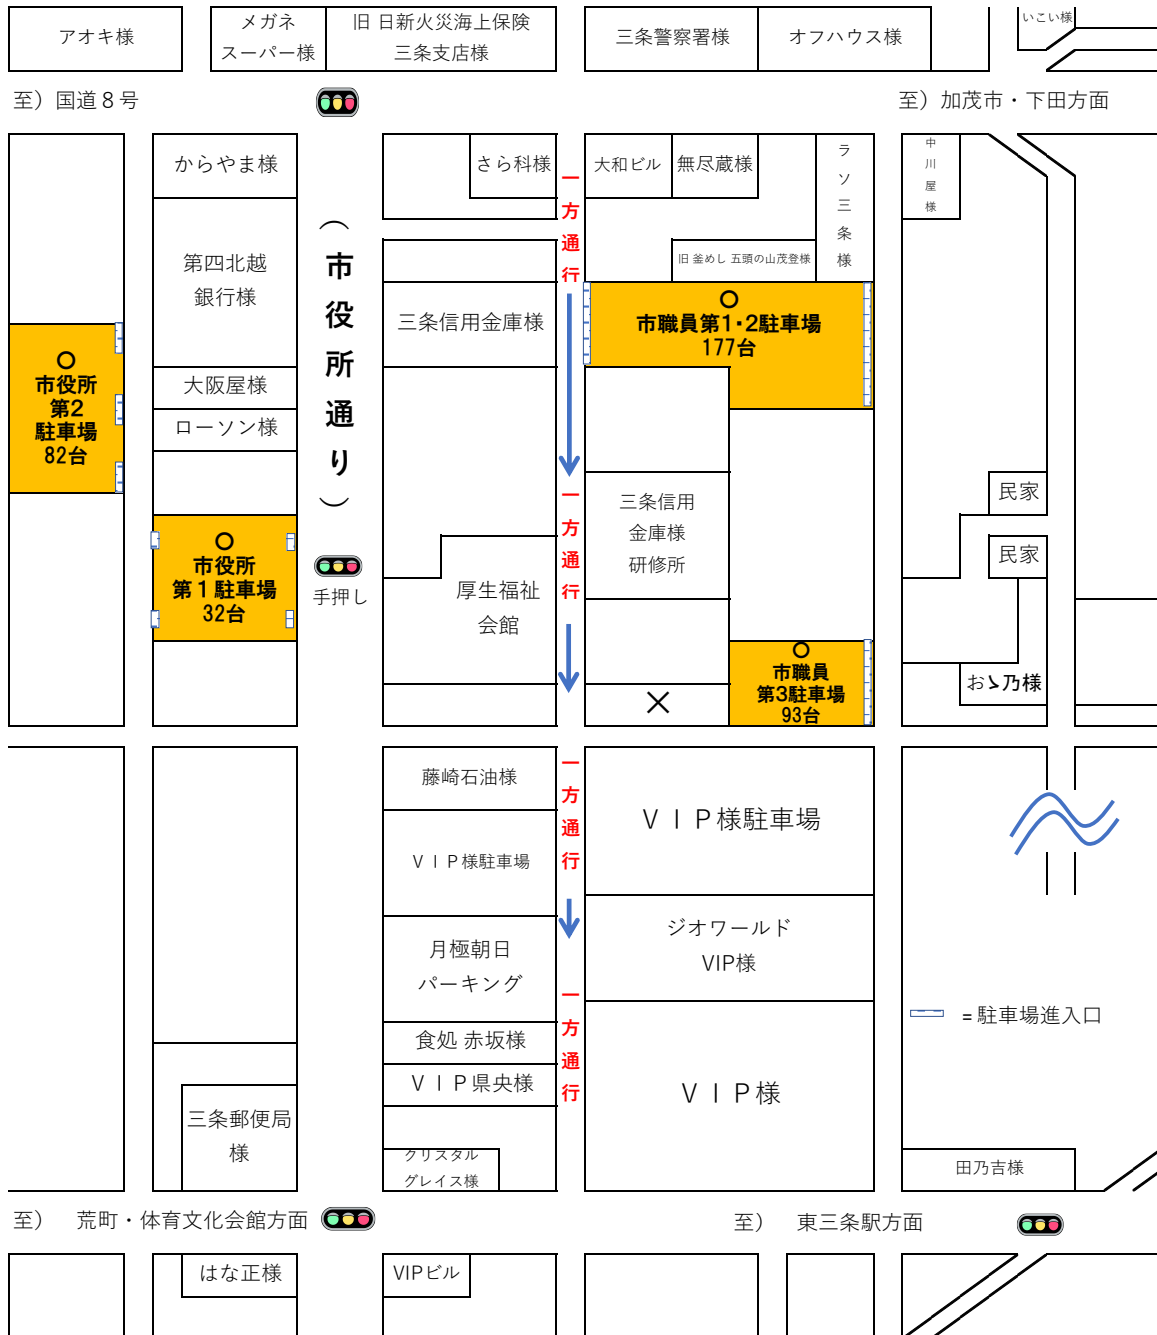 アオキ様
メガネ
スーパー様
旧 日新火災海上保険
三条支店様
三条警察署様
オフハウス様
いこい様
至）国道８号
至）加茂市・下田方面
からやま様
さら科様
大和ビル
無尽蔵様
ラソ三条様
中川屋様
一方通行
（市役所通り）
第四北越
銀行様
旧 釜めし 五頭の山茂登様
三条信用金庫様
市職員第1・2駐車場
177台
市役所
第2
駐車場
82台
大阪屋様
ローソン様
三条信用
金庫様
研修所
一方通行
民家
民家
市役所
第１駐車場
32台
手押し
厚生福祉
会館
市職員
第3駐車場
93台
おゝ乃様
藤崎石油様
一方通行
ＶＩＰ様駐車場
ＶＩＰ様駐車場
月極朝日
パーキング
ジオワールド
VIP様
一方通行
＝駐車場進入口
食処 赤坂様
ＶＩＰ県央様
ＶＩＰ様
三条郵便局
様
クリスタル
グレイス様
田乃吉様
至）　荒町・体育文化会館方面
至）　東三条駅方面
はな正様
VIPビル